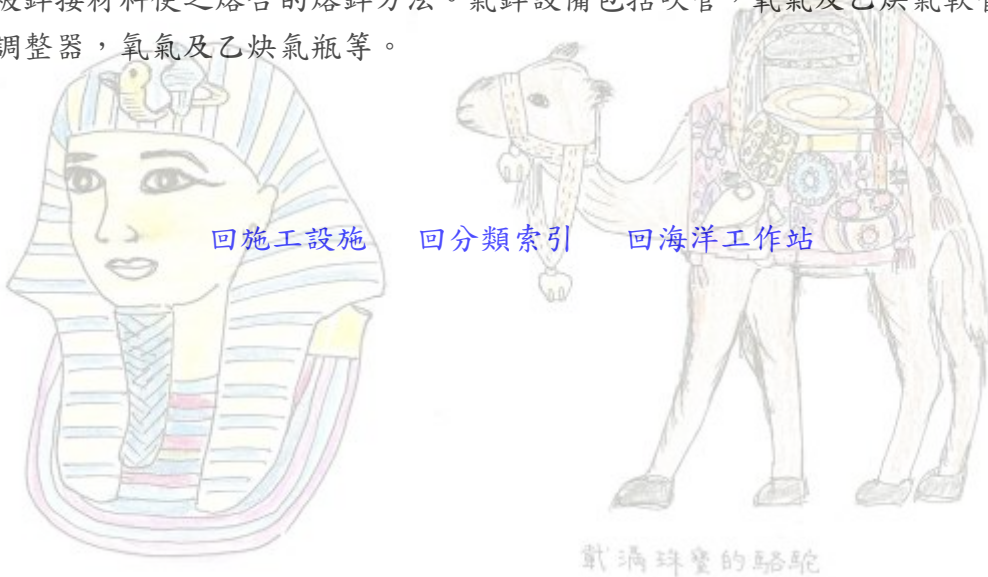 被銲接材料使之熔合的熔銲方法。氣銲設備包括吹管，氧氣及乙炔氣軟管
調整器，氧氣及乙炔氣瓶等。
回施工設施 回分類索引 回海洋工作站
戴滿珠寶的駱駝